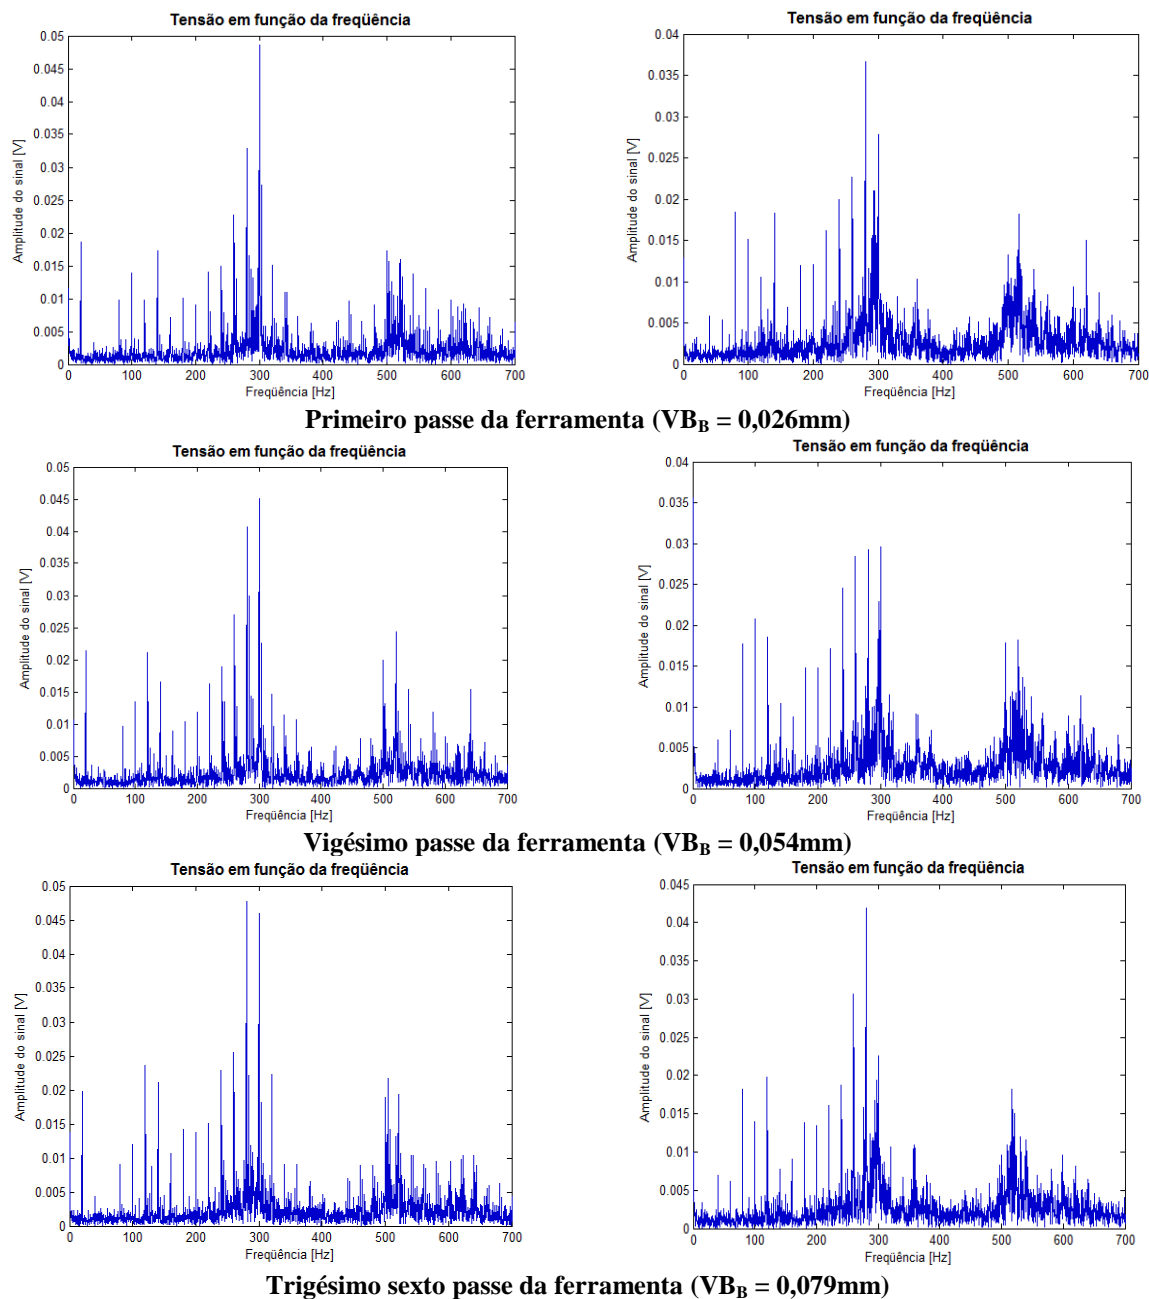 Tensão em função da freqüência
Amplitude do sinal [V]
0.05
0.045
0.04
0.035
0.03
0.025
0.02
0.015
0.01
0.005
0
0 100 200 300 400 500 600 700
Freqüência [Hz]
Tensão em função da freqüência
Amplitude do sinal [V]
0.04
0.035
0.03
0.025
0.02
0.015
0.01
0.005
0
0 100 200 300 400 500 600 700
Freqüência [Hz]
Primeiro passe da ferramenta (VB_B = 0,026mm)
Tensão em função da freqüência
Amplitude do sinal [V]
0.05
0.045
0.04
0.035
0.03
0.025
0.02
0.015
0.01
0.005
0
0 100 200 300 400 500 600 700
Freqüência [Hz]
Tensão em função da freqüência
Amplitude do sinal [V]
0.04
0.035
0.03
0.025
0.02
0.015
0.01
0.005
0
0 100 200 300 400 500 600 700
Freqüência [Hz]
Vigésimo passe da ferramenta (VB_B = 0,054mm)
Tensão em função da freqüência
Amplitude do sinal [V]
0.05
0.045
0.04
0.035
0.03
0.025
0.02
0.015
0.01
0.005
0
0 100 200 300 400 500 600 700
Freqüência [Hz]
Tensão em função da freqüência
Amplitude do sinal [V]
0.045
0.04
0.035
0.03
0.025
0.02
0.015
0.01
0.005
0
0 100 200 300 400 500 600 700
Freqüência [Hz]
Trigésimo sexto passe da ferramenta (VB_B = 0,079mm)